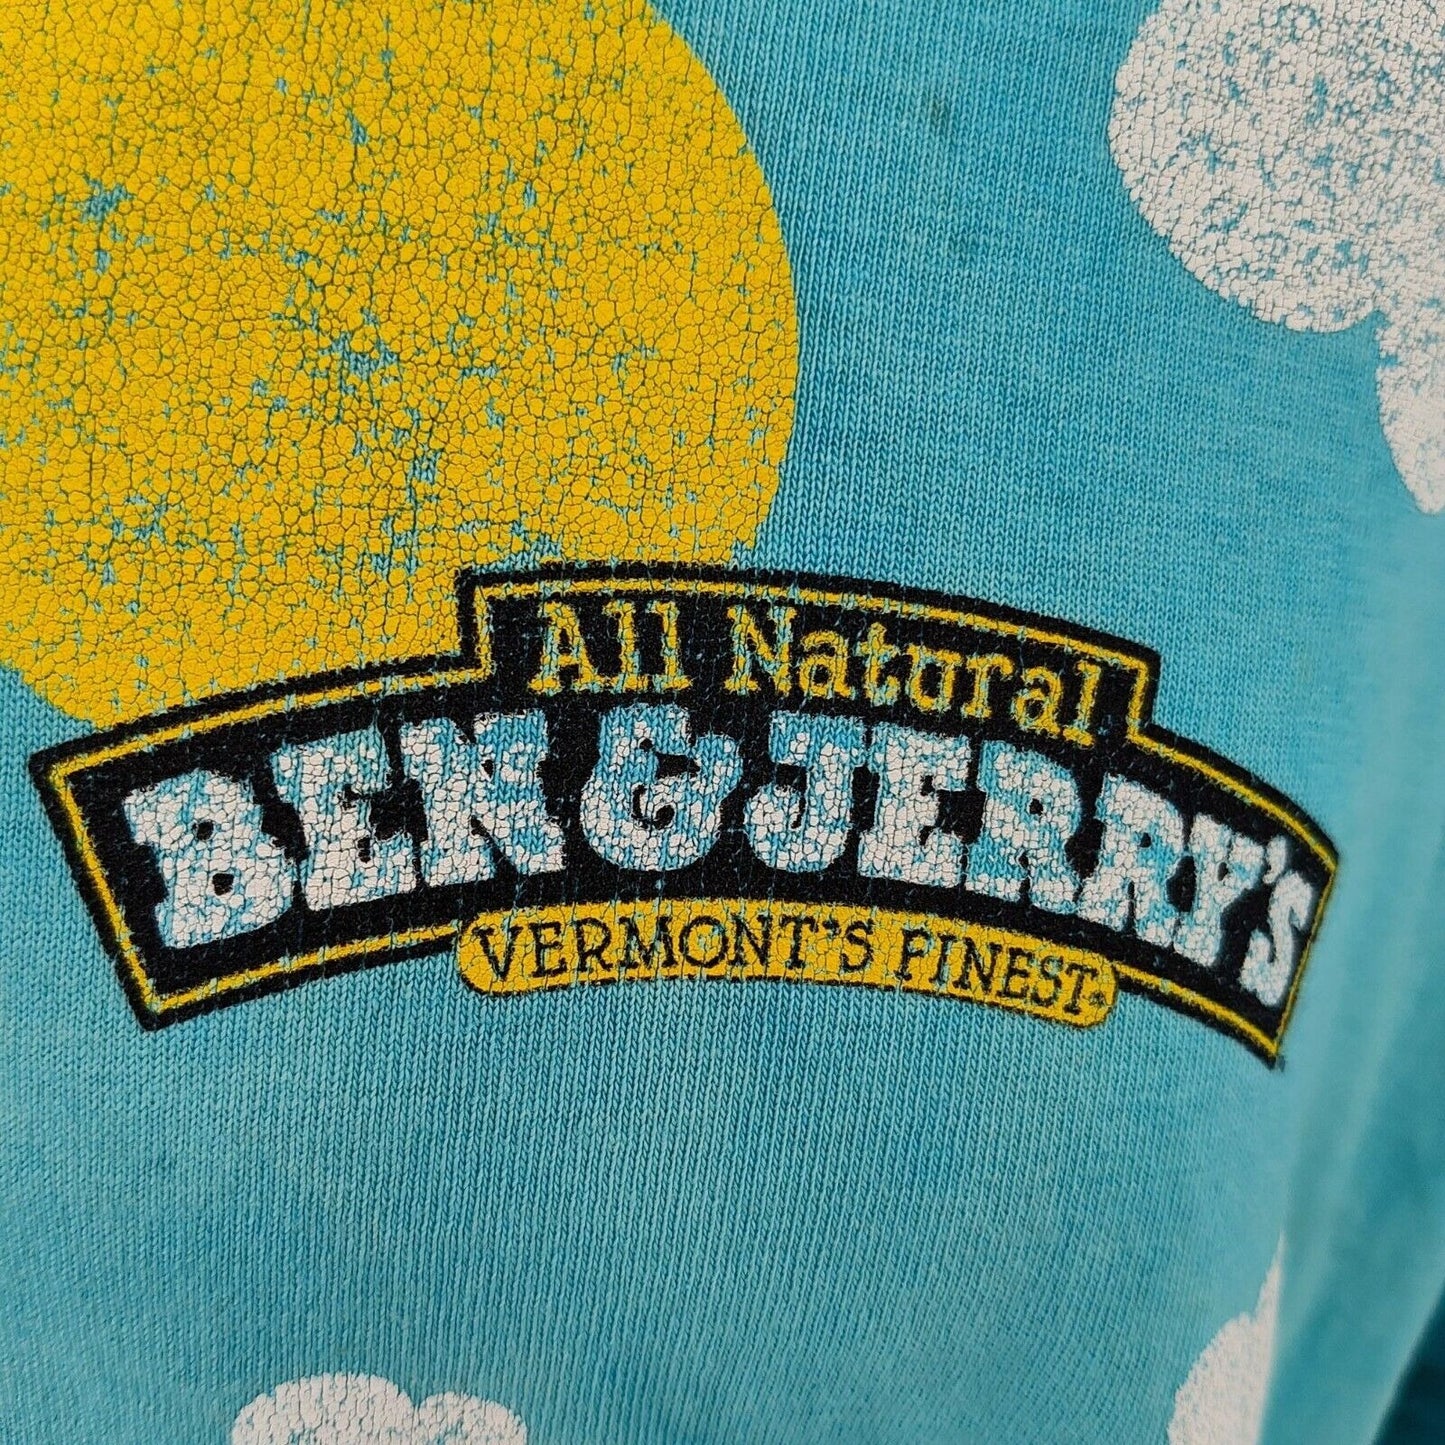 All Natural
BEN & JERRY'S
VERMONT'S FINEST